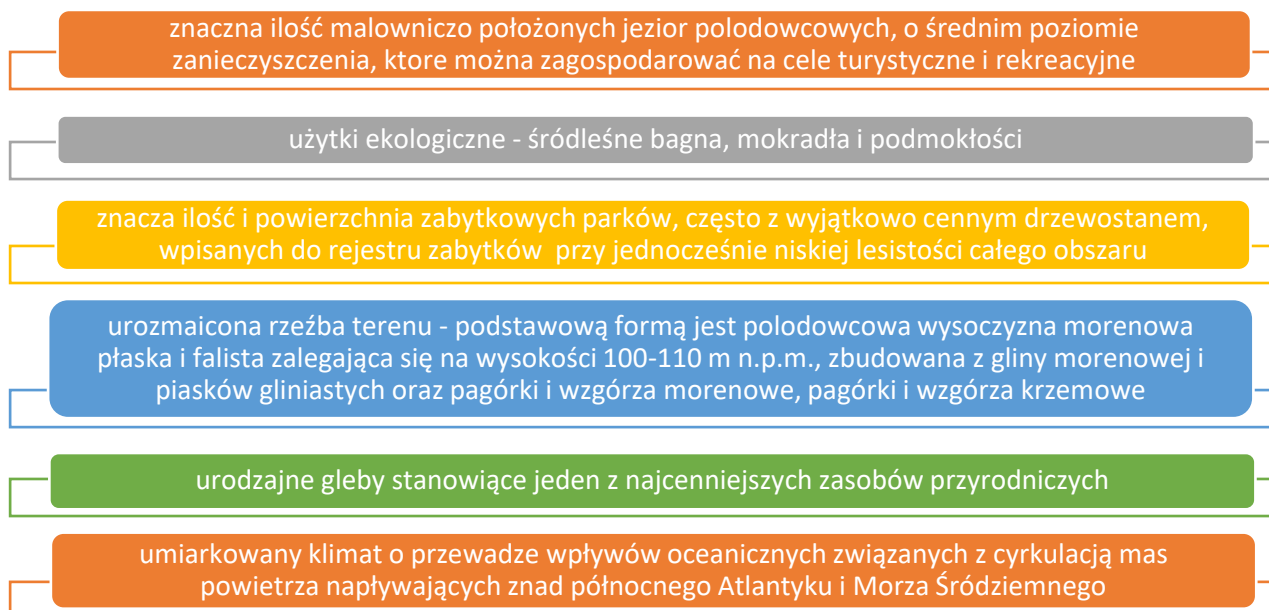 znaczna ilość malowniczo położonych jezior polodowcowych, o średnim poziomie
zanieczyszczenia, ktore można zagospodarować na cele turystyczne i rekreacyjne
użytki ekologiczne - śródleśne bagna, mokradła i podmokłości
znacza ilość i powierzchnia zabytkowych parków, często z wyjątkowo cennym drzewostanem,
wpisanych do rejestru zabytków przy jednocześnie niskiej lesistości całego obszaru
urozmaicona rzeźba terenu - podstawową formą jest polodowcowa wysoczyzna morenowa
płaska i falista zalegająca się na wysokości 100-110 m n.p.m., zbudowana z gliny morenowej i
piasków gliniastych oraz pagórki i wzgórza morenowe, pagórki i wzgórza krzemowe
urodzajne gleby stanowiące jeden z najcenniejszych zasobów przyrodniczych
umiarkowany klimat o przewadze wpływów oceanicznych związanych z cyrkulacją mas
powietrza napływających znad północnego Atlantyku i Morza Śródziemnego